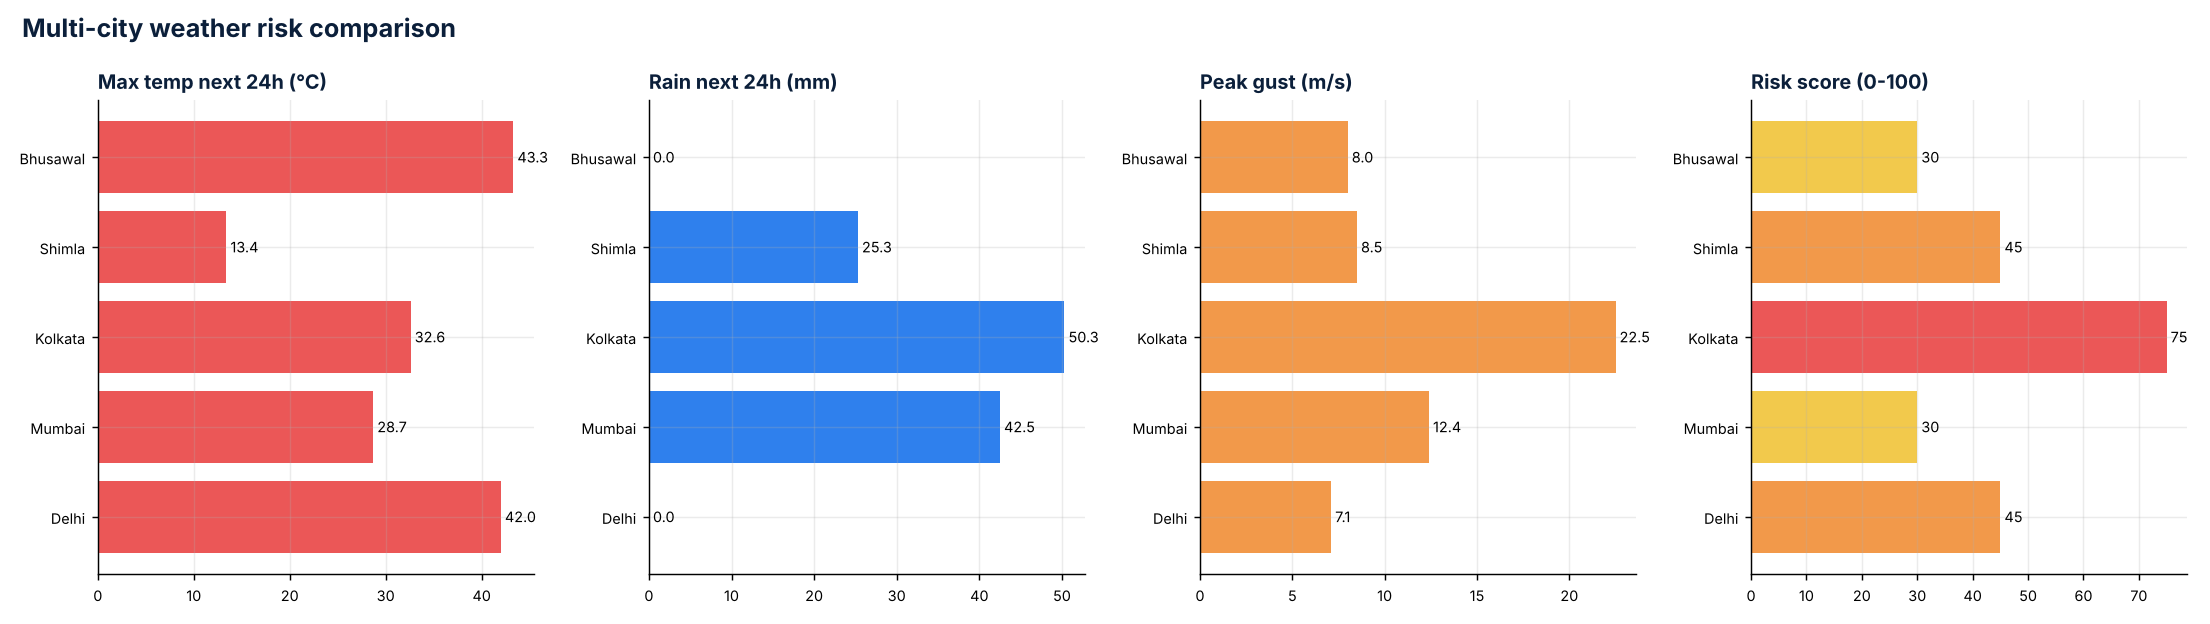 Multi-city weather risk comparison
Max temp next 24h (°C)
Bhusawal 43.3
Shimla 13.4
Kolkata 32.6
Mumbai 28.7
Delhi 42.0
0 10 20 30 40
Rain next 24h (mm)
Bhusawal 0.0
Shimla 25.3
Kolkata 50.3
Mumbai 42.5
Delhi 0.0
0 10 20 30 40 50
Peak gust (m/s)
Bhusawal 8.0
Shimla 8.5
Kolkata 22.5
Mumbai 12.4
Delhi 7.1
0 5 10 15 20
Risk score (0-100)
Bhusawal 30
Shimla 45
Kolkata 75
Mumbai 30
Delhi 45
0 10 20 30 40 50 60 70